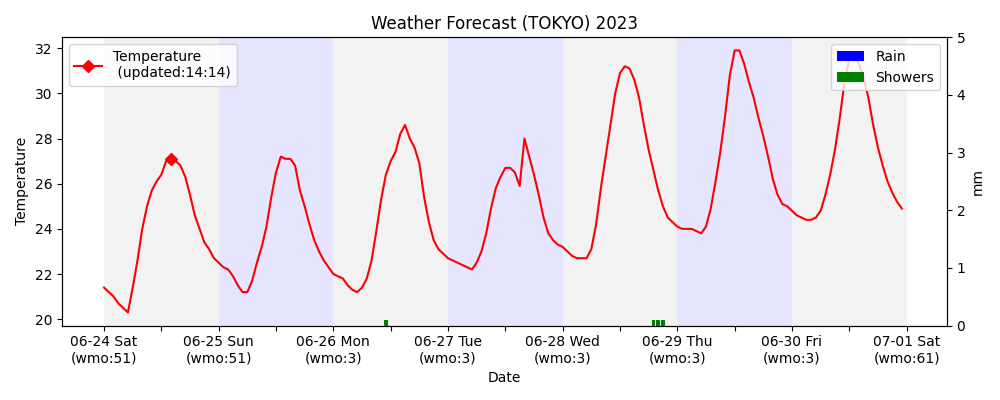 Weather Forecast (TOKYO) 2023
Temperature
(updated:14:14)
Rain
Showers
32
30
28
26
24
22
20
Temperature
5
4
3
2
1
0
mm
06-24 Sat 06-25 Sun 06-26 Mon 06-27 Tue 06-28 Wed 06-29 Thu 06-30 Fri 07-01 Sat
(wmo:51) (wmo:51) (wmo:3) (wmo:3) (wmo:3) (wmo:3) (wmo:3) (wmo:61)
Date